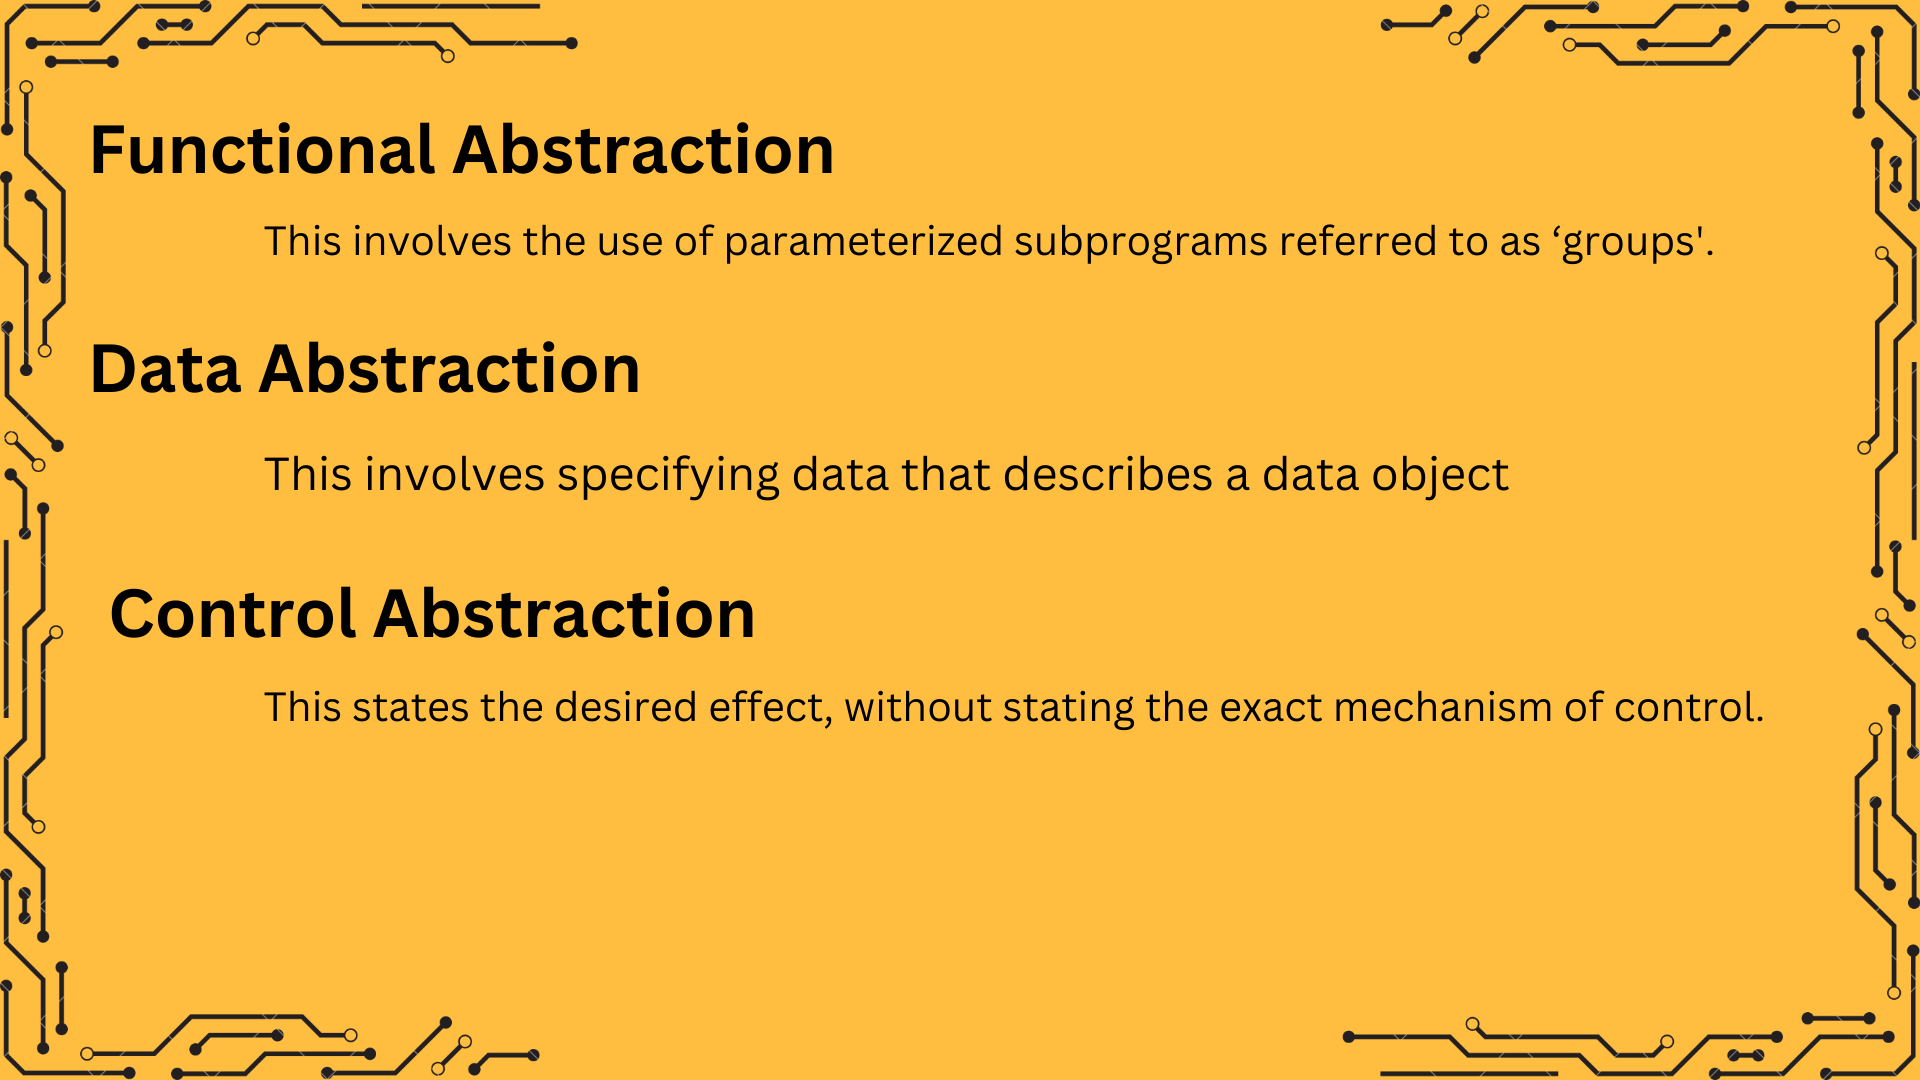 Functional Abstraction
This involves the use of parameterized subprograms referred to as ‘groups'.
Data Abstraction
This involves specifying data that describes a data object
Control Abstraction
This states the desired effect, without stating the exact mechanism of control.